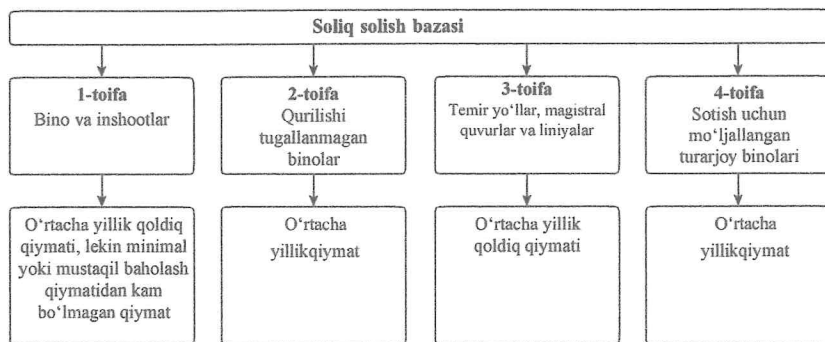 Soliq solish bazasi
1-toifa
Bino va inshootlar
2-toifa
Qurilishi
tugallanmagan
binolar
3-toifa
Temir yo‘llar, magistral
quvurlar va liniyalar
4-toifa
Sotish uchun
mo‘ljallangan
turarjoy binolari
O‘rtacha yillik qoldiq
qiymati, lekin minimal
yoki mustaqil baholash
qiymatidan kam
bo‘lmagan qiymat
O‘rtacha
yillikqiymat
O‘rtacha yillik
qoldiq qiymati
O‘rtacha
yillikqiymat